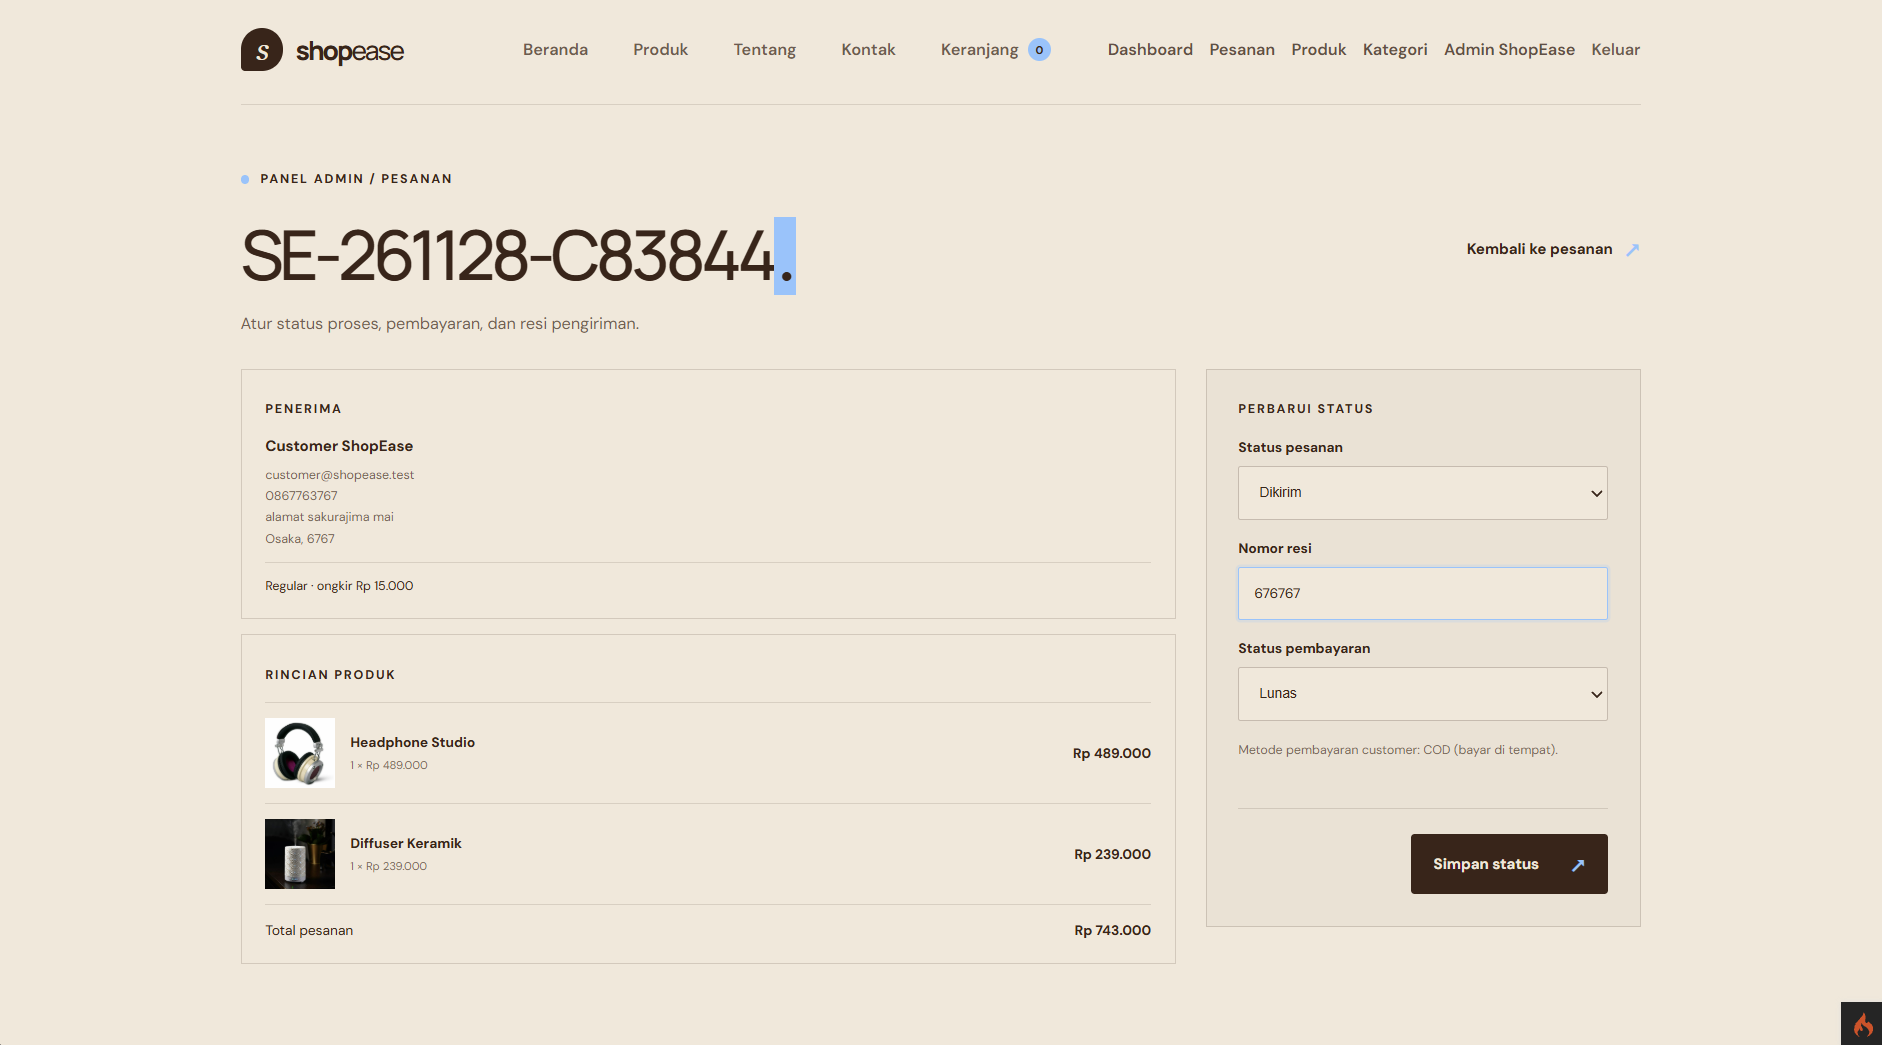 s shopease
Beranda Produk Tentang Kontak Keranjang 0 Dashboard Pesanan Produk Kategori Admin ShopEase Keluar
PANEL ADMIN / PESANAN
SE-261128-C83844.
Kembali ke pesanan ↗
Atur status proses, pembayaran, dan resi pengiriman.
PENERIMA
Customer ShopEase
customer@shopease.test
0867763767
alamat sakurajima mai
Osaka, 6767
Regular · ongkir Rp 15.000
RINCIAN PRODUK
Headphone Studio
1 × Rp 489.000
Rp 489.000
Diffuser Keramik
1 × Rp 239.000
Rp 239.000
Total pesanan
Rp 743.000
PERBARUI STATUS
Status pesanan
Dikirim
Nomor resi
676767
Status pembayaran
Lunas
Metode pembayaran customer: COD (bayar di tempat).
Simpan status ↗